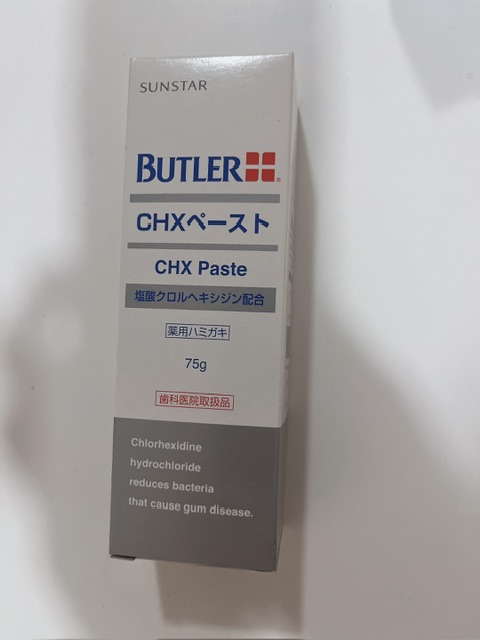 SUNSTAR
BUTLER
CHXペースト
CHX Paste
塩酸クロルヘキシジン配合
薬用ハミガキ
75g
歯科医院取扱品
Chlorhexidine
hydrochloride
reduces bacteria
that cause gum disease.